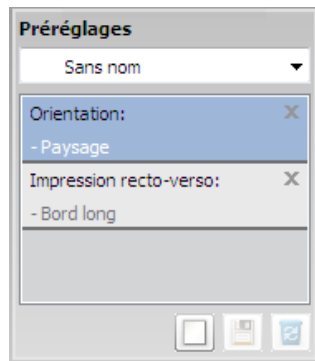 Préréglages
Sans nom
Orientation:
- Paysage
Impression recto-verso:
- Bord long